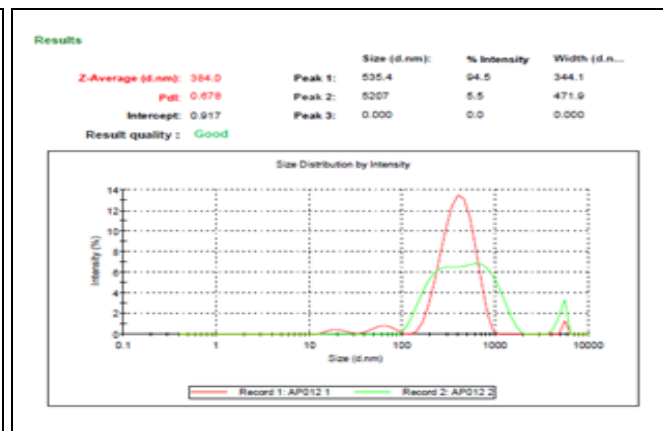 Results
Size (d.nm): % Intensity Width (d.n...
Z-Average (d.nm): 384.0 Peak 1: 535.4 94.5 344.1
PdI: 0.678 Peak 2: 5207 5.5 471.9
Intercept: 0.917 Peak 3: 0.000 0.0 0.000
Result quality : Good
Size Distribution by Intensity
14
12
10
8
6
4
2
0
Intensity (%)
0.1 1 10 100 1000 10000
Size (d.nm)
Record 1: AP012 1 Record 2: AP012 2